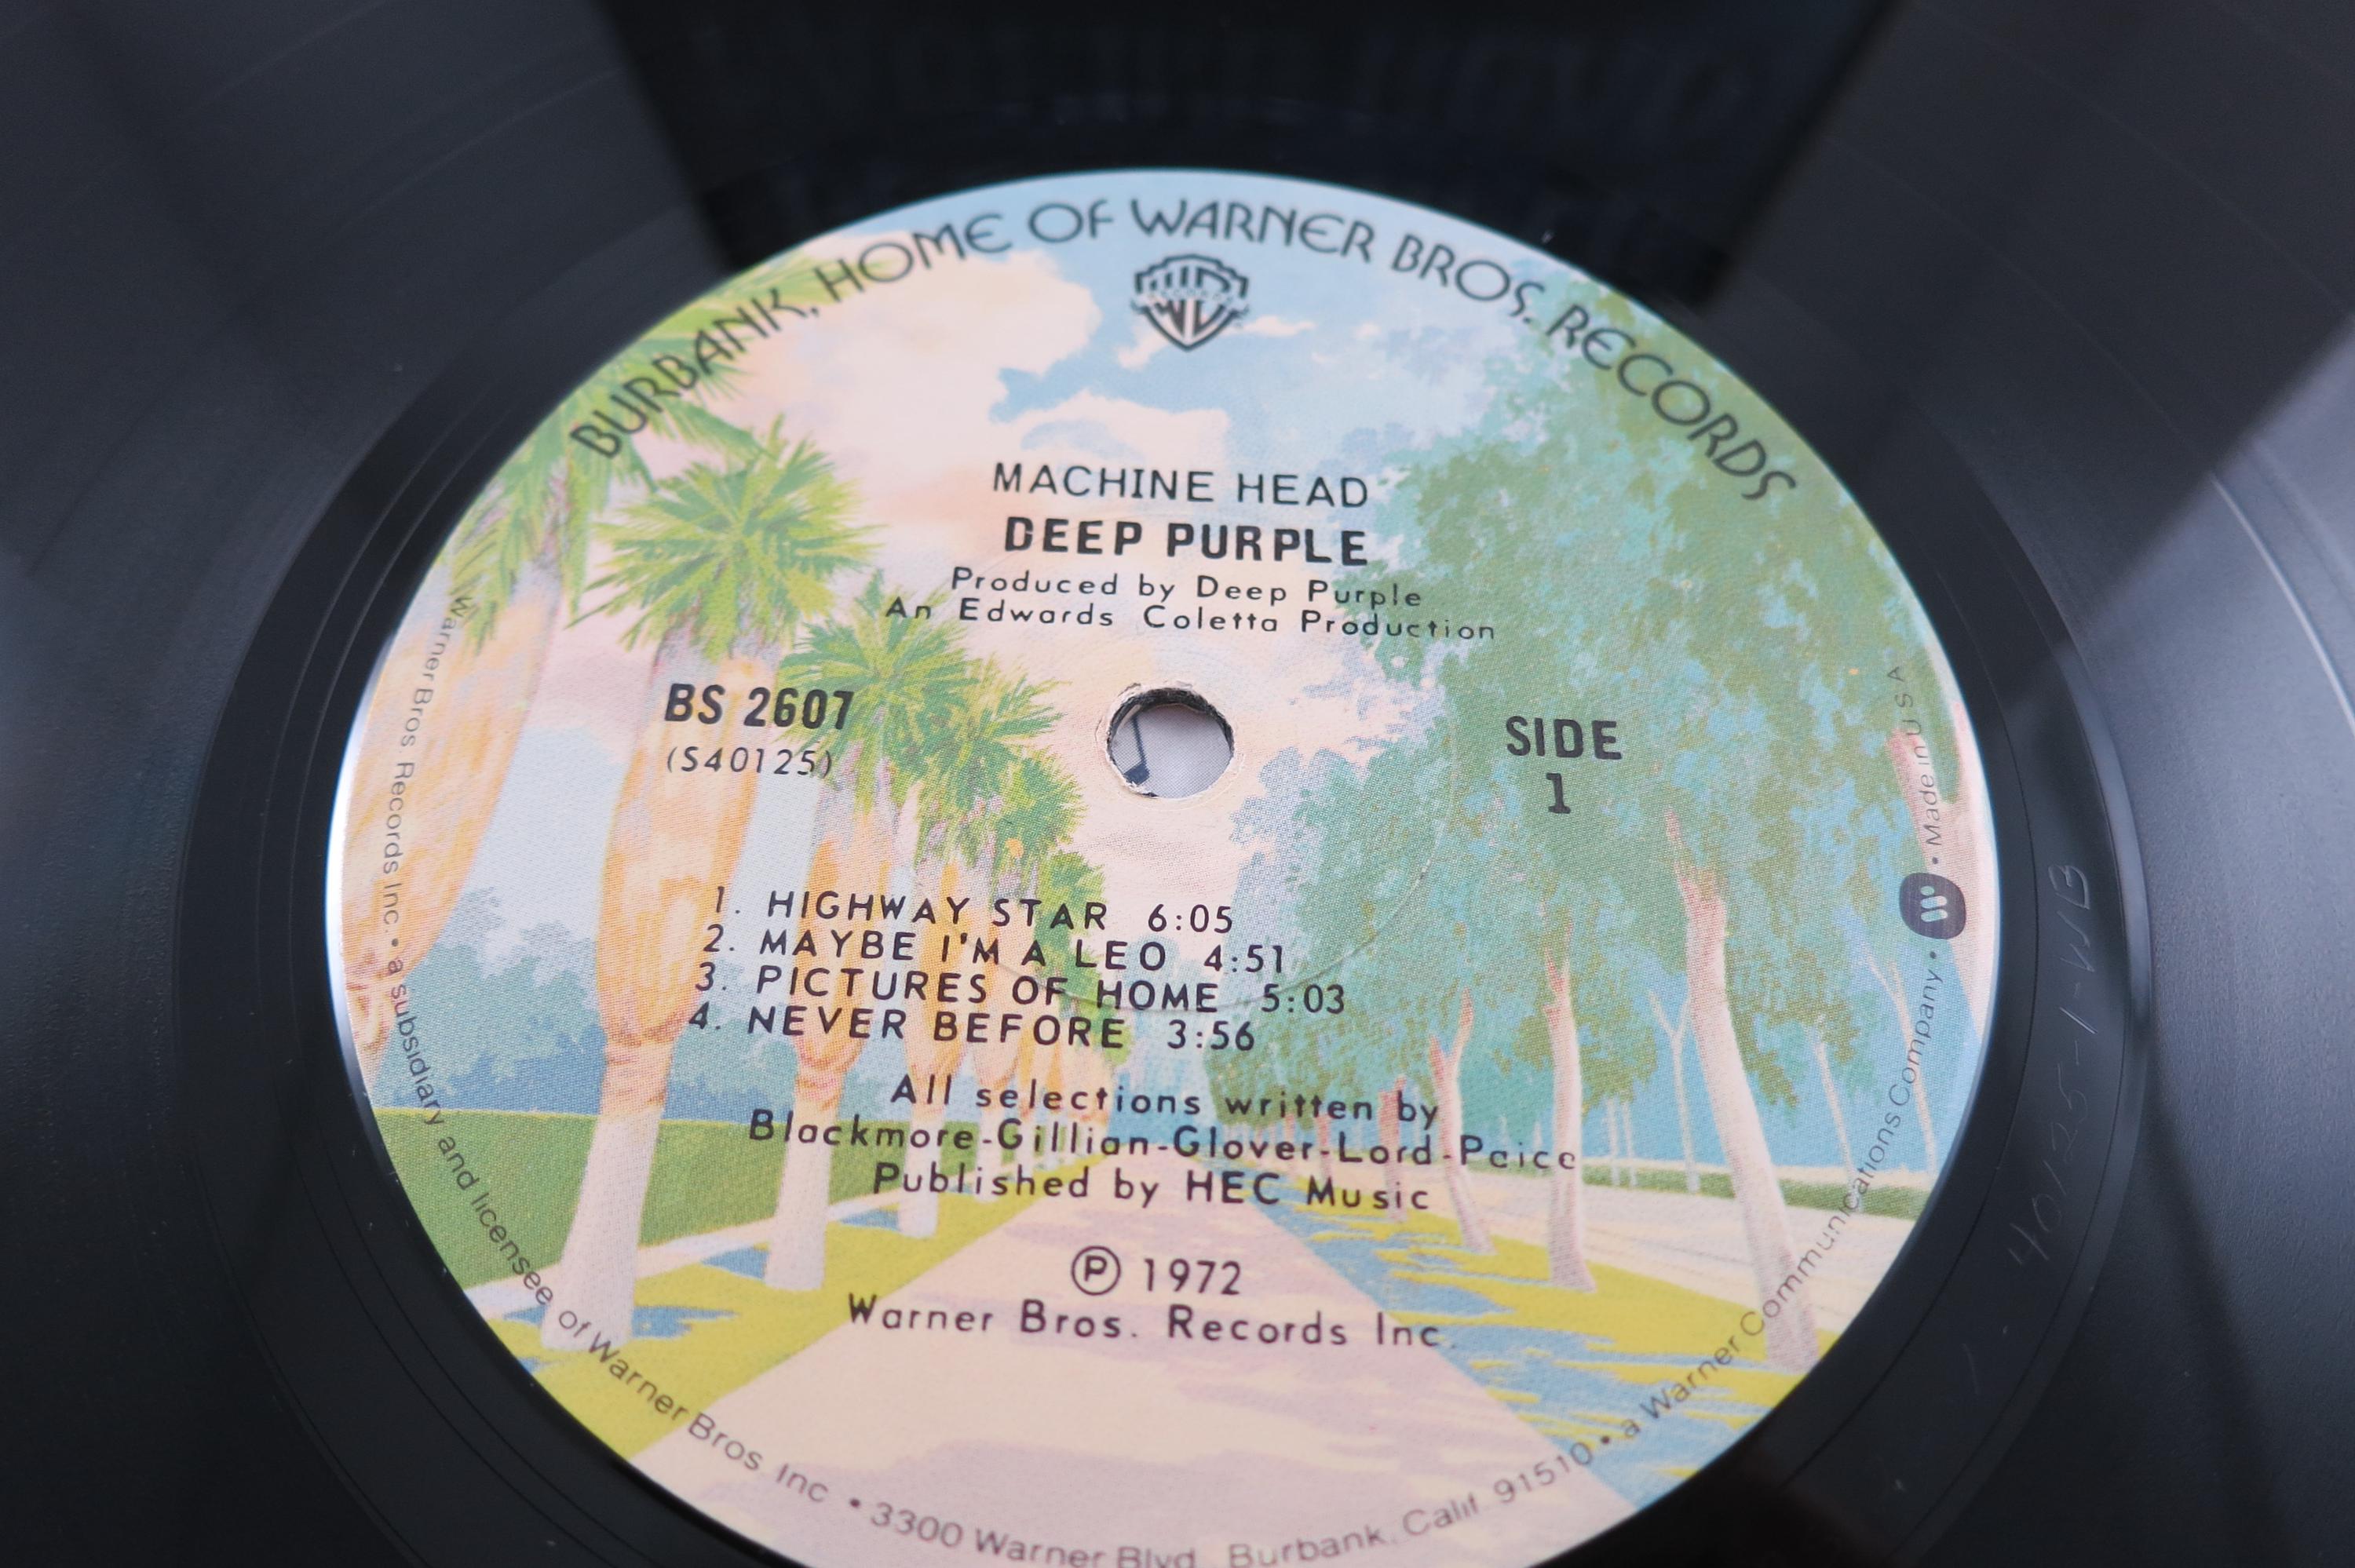 BURBANK, HOME OF WARNER BROS. RECORDS
MACHINE HEAD
DEEP PURPLE
Produced by Deep Purple
An Edwards Coletta Production
BS 2607
(S40125)
SIDE
1
1. HIGHWAY STAR 6:05
2. MAYBE I'M A LEO 4:51
3. PICTURES OF HOME 5:03
4. NEVER BEFORE 3:56
All selections written by
Blackmore-Gillian-Glover-Lord-Paice
Published by HEC Music
Ⓟ 1972
Warner Bros. Records Inc.
Warner Bros. Records Inc. • a subsidiary and licensee of Warner Bros. Inc • 3300 Warner Blvd. Burbank, Calif. 91510 • a Warner Communications Company • • Made in U S A
40125-1-WB